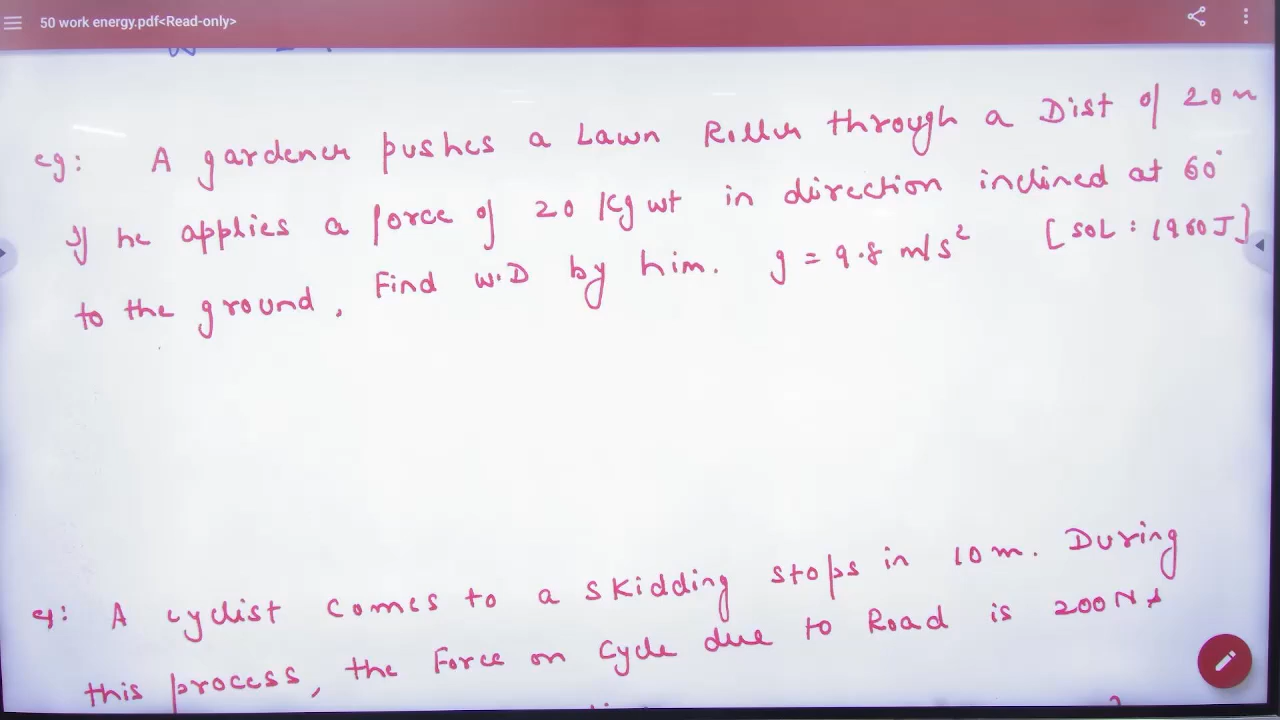 50 work energy.pdf<Read-only>
eg: A gardener pushes a Lawn Roller through a Dist of 20m
If he applies a force of 20 Kg wt in direction inclined at 60°
to the ground, Find W.D by him. g = 9.8 m/s² [SOL: 1960J]
eg: A cyclist comes to a skidding stops in 10m. During
this process, the Force on Cycle due to Road is 200N &